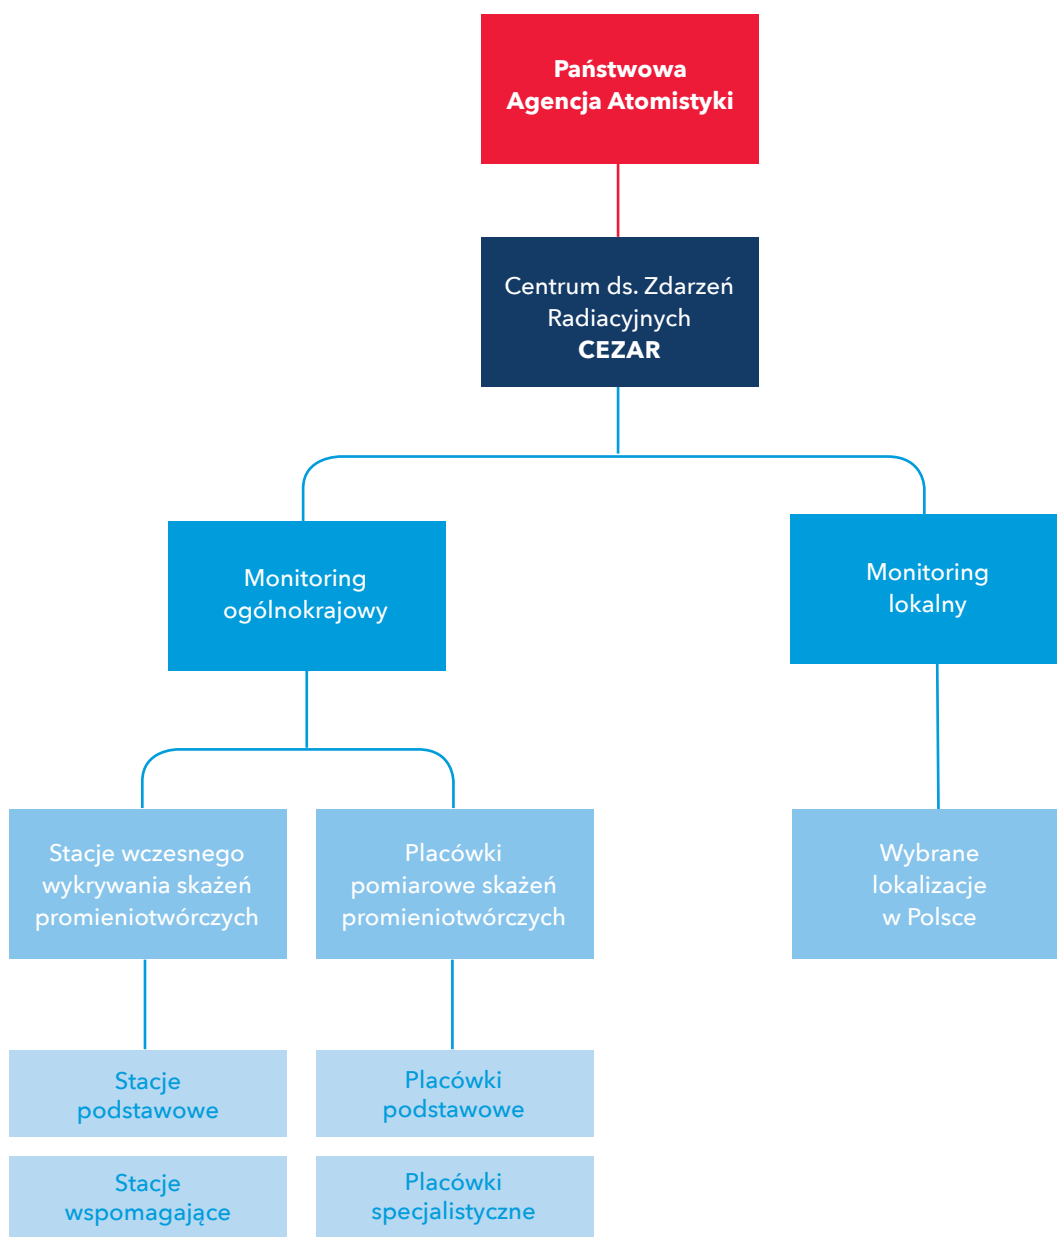 Państwowa
Agencja Atomistyki
Centrum ds. Zdarzeń
Radiacyjnych
CEZAR
Monitoring
ogólnokrajowy
Monitoring
lokalny
Stacje wczesnego
wykrywania skażeń
promieniotwórczych
Placówki
pomiarowe skażeń
promieniotwórczych
Wybrane
lokalizacje
w Polsce
Stacje
podstawowe
Placówki
podstawowe
Stacje
wspomagające
Placówki
specjalistyczne